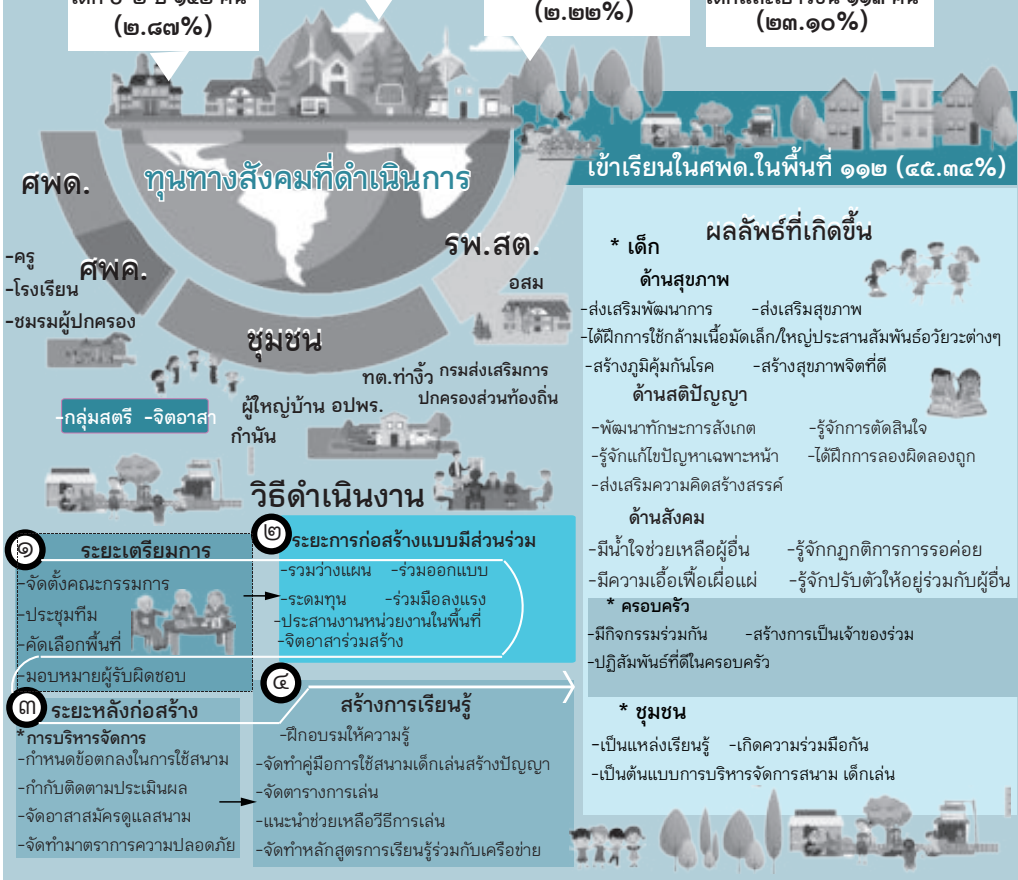 (๒.๘๗%)
(๒.๒๒%)
(๒๓.๑๐%)
เข้าเรียนในศพด.ในพื้นที่ ๑๑๒ (๔๕.๓๔%)
ทุนทางสังคมที่ดำเนินการ
ศพด.
ศพค.
-ครู
-โรงเรียน
-ชมรมผู้ปกครอง
ชุมชน
รพ.สต.
อสม
-กลุ่มสตรี -จิตอาสา
ผู้ใหญ่บ้าน อปพร.
กำนัน
ทต.ท่างิ้ว กรมส่งเสริมการ
ปกครองส่วนท้องถิ่น
วิธีดำเนินงาน
๑ ระยะเตรียมการ
-จัดตั้งคณะกรรมการ
-ประชุมทีม
-คัดเลือกพื้นที่
-มอบหมายผู้รับผิดชอบ
๒ ระยะการก่อสร้างแบบมีส่วนร่วม
-รวมว่างแผน -ร่วมออกแบบ
-ระดมทุน -ร่วมมือลงแรง
-ประสานงานหน่วยงานในพื้นที่
-จิตอาสาร่วมสร้าง
๓ ระยะหลังก่อสร้าง
*การบริหารจัดการ
-กำหนดข้อตกลงในการใช้สนาม
-กำกับติดตามประเมินผล
-จัดอาสาสมัครดูแลสนาม
-จัดทำมาตราการความปลอดภัย
๔ สร้างการเรียนรู้
-ฝึกอบรมให้ความรู้
-จัดทำคู่มือการใช้สนามเด็กเล่นสร้างปัญญา
-จัดตารางการเล่น
-แนะนำช่วยเหลือวิธีการเล่น
-จัดทำหลักสูตรการเรียนรู้ร่วมกับเครือข่าย
ผลลัพธ์ที่เกิดขึ้น
* เด็ก
ด้านสุขภาพ
-ส่งเสริมพัฒนาการ -ส่งเสริมสุขภาพ
-ได้ฝึกการใช้กล้ามเนื้อมัดเล็ก/ใหญ่ประสานสัมพันธ์อวัยวะต่างๆ
-สร้างภูมิคุ้มกันโรค -สร้างสุขภาพจิตที่ดี
ด้านสติปัญญา
-พัฒนาทักษะการสังเกต -รู้จักการตัดสินใจ
-รู้จักแก้ไขปัญหาเฉพาะหน้า -ได้ฝึกการลองผิดลองถูก
-ส่งเสริมความคิดสร้างสรรค์
ด้านสังคม
-มีน้ำใจช่วยเหลือผู้อื่น -รู้จักกฏกติการการรอค่อย
-มีความเอื้อเฟื้อเผื่อแผ่ -รู้จักปรับตัวให้อยู่ร่วมกับผู้อื่น
* ครอบครัว
-มีกิจกรรมร่วมกัน -สร้างการเป็นเจ้าของร่วม
-ปฏิสัมพันธ์ที่ดีในครอบครัว
* ชุมชน
-เป็นแหล่งเรียนรู้ -เกิดความร่วมมือกัน
-เป็นต้นแบบการบริหารจัดการสนาม เด็กเล่น